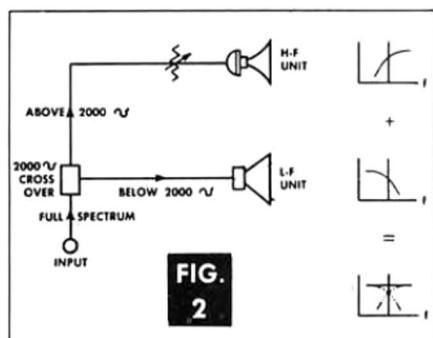 H-F
UNIT
ABOVE 2000 ~
2000 ~
CROSS
OVER
BELOW 2000 ~
L-F
UNIT
FULL SPECTRUM
INPUT
FIG.
2
f
+
f
=
f